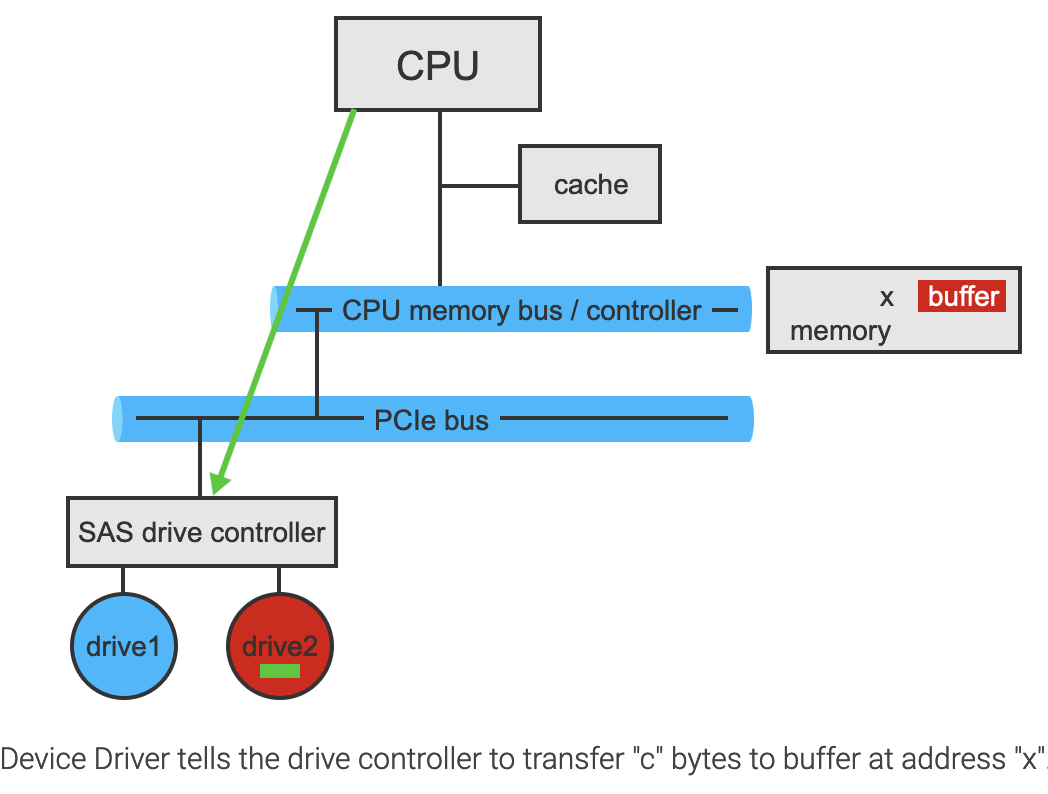 CPU
cache
CPU memory bus / controller
x buffer
memory
PCIe bus
SAS drive controller
drive1
drive2
Device Driver tells the drive controller to transfer "c" bytes to buffer at address "x".